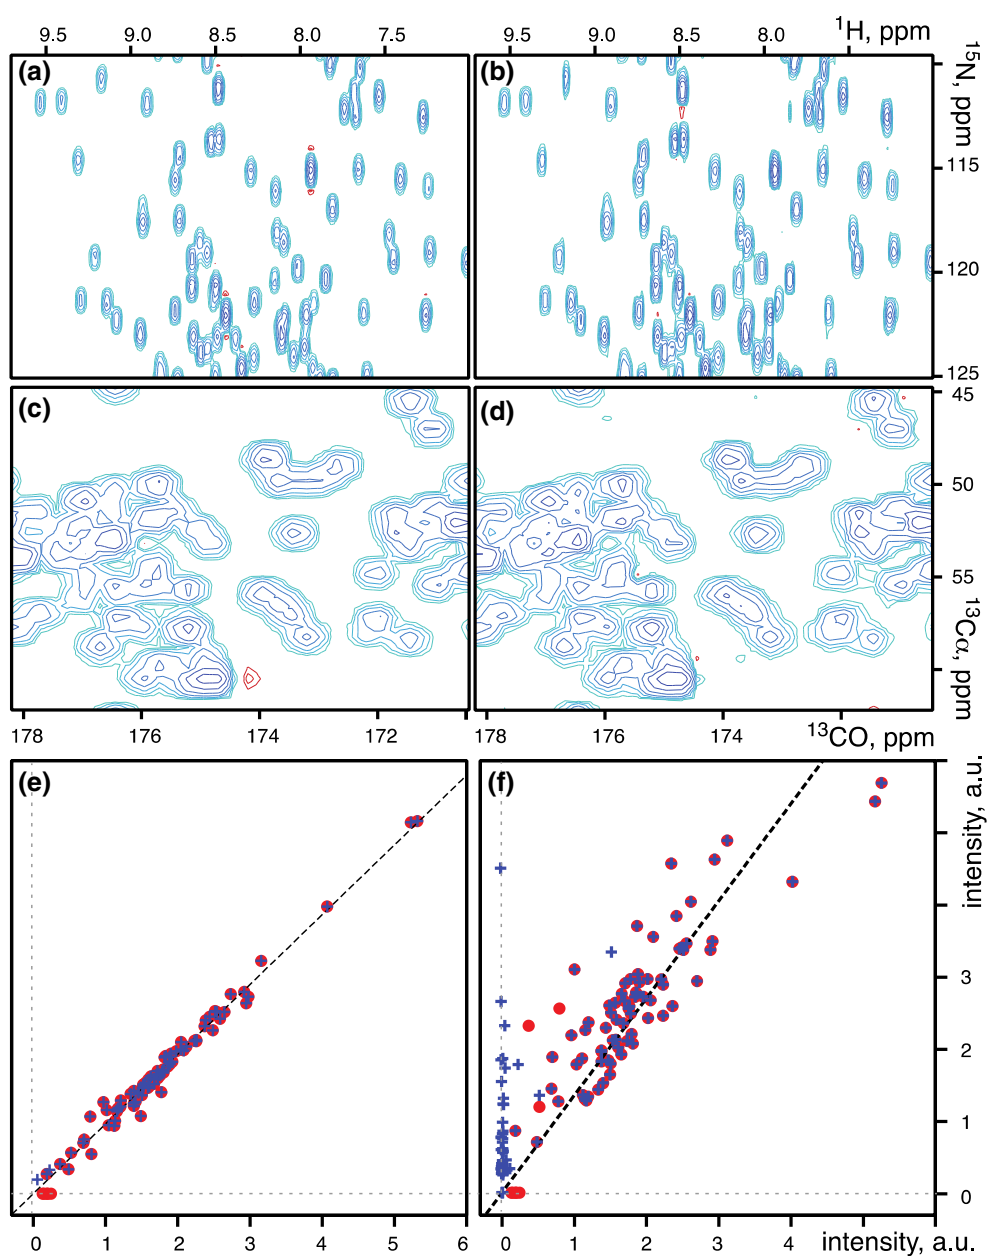 9.5 9.0 8.5 8.0 7.5 ¹H, ppm
9.5 9.0 8.5 8.0
(a)
(b)
¹⁵N, ppm
115
120
125
(c)
(d)
45
50
55
¹³Cα, ppm
178 176 174 172
178 176 174 ¹³CO, ppm
(e)
(f)
intensity, a.u.
3
2
1
0
0 1 2 3 4 5 6
0 1 2 3 4 intensity, a.u.